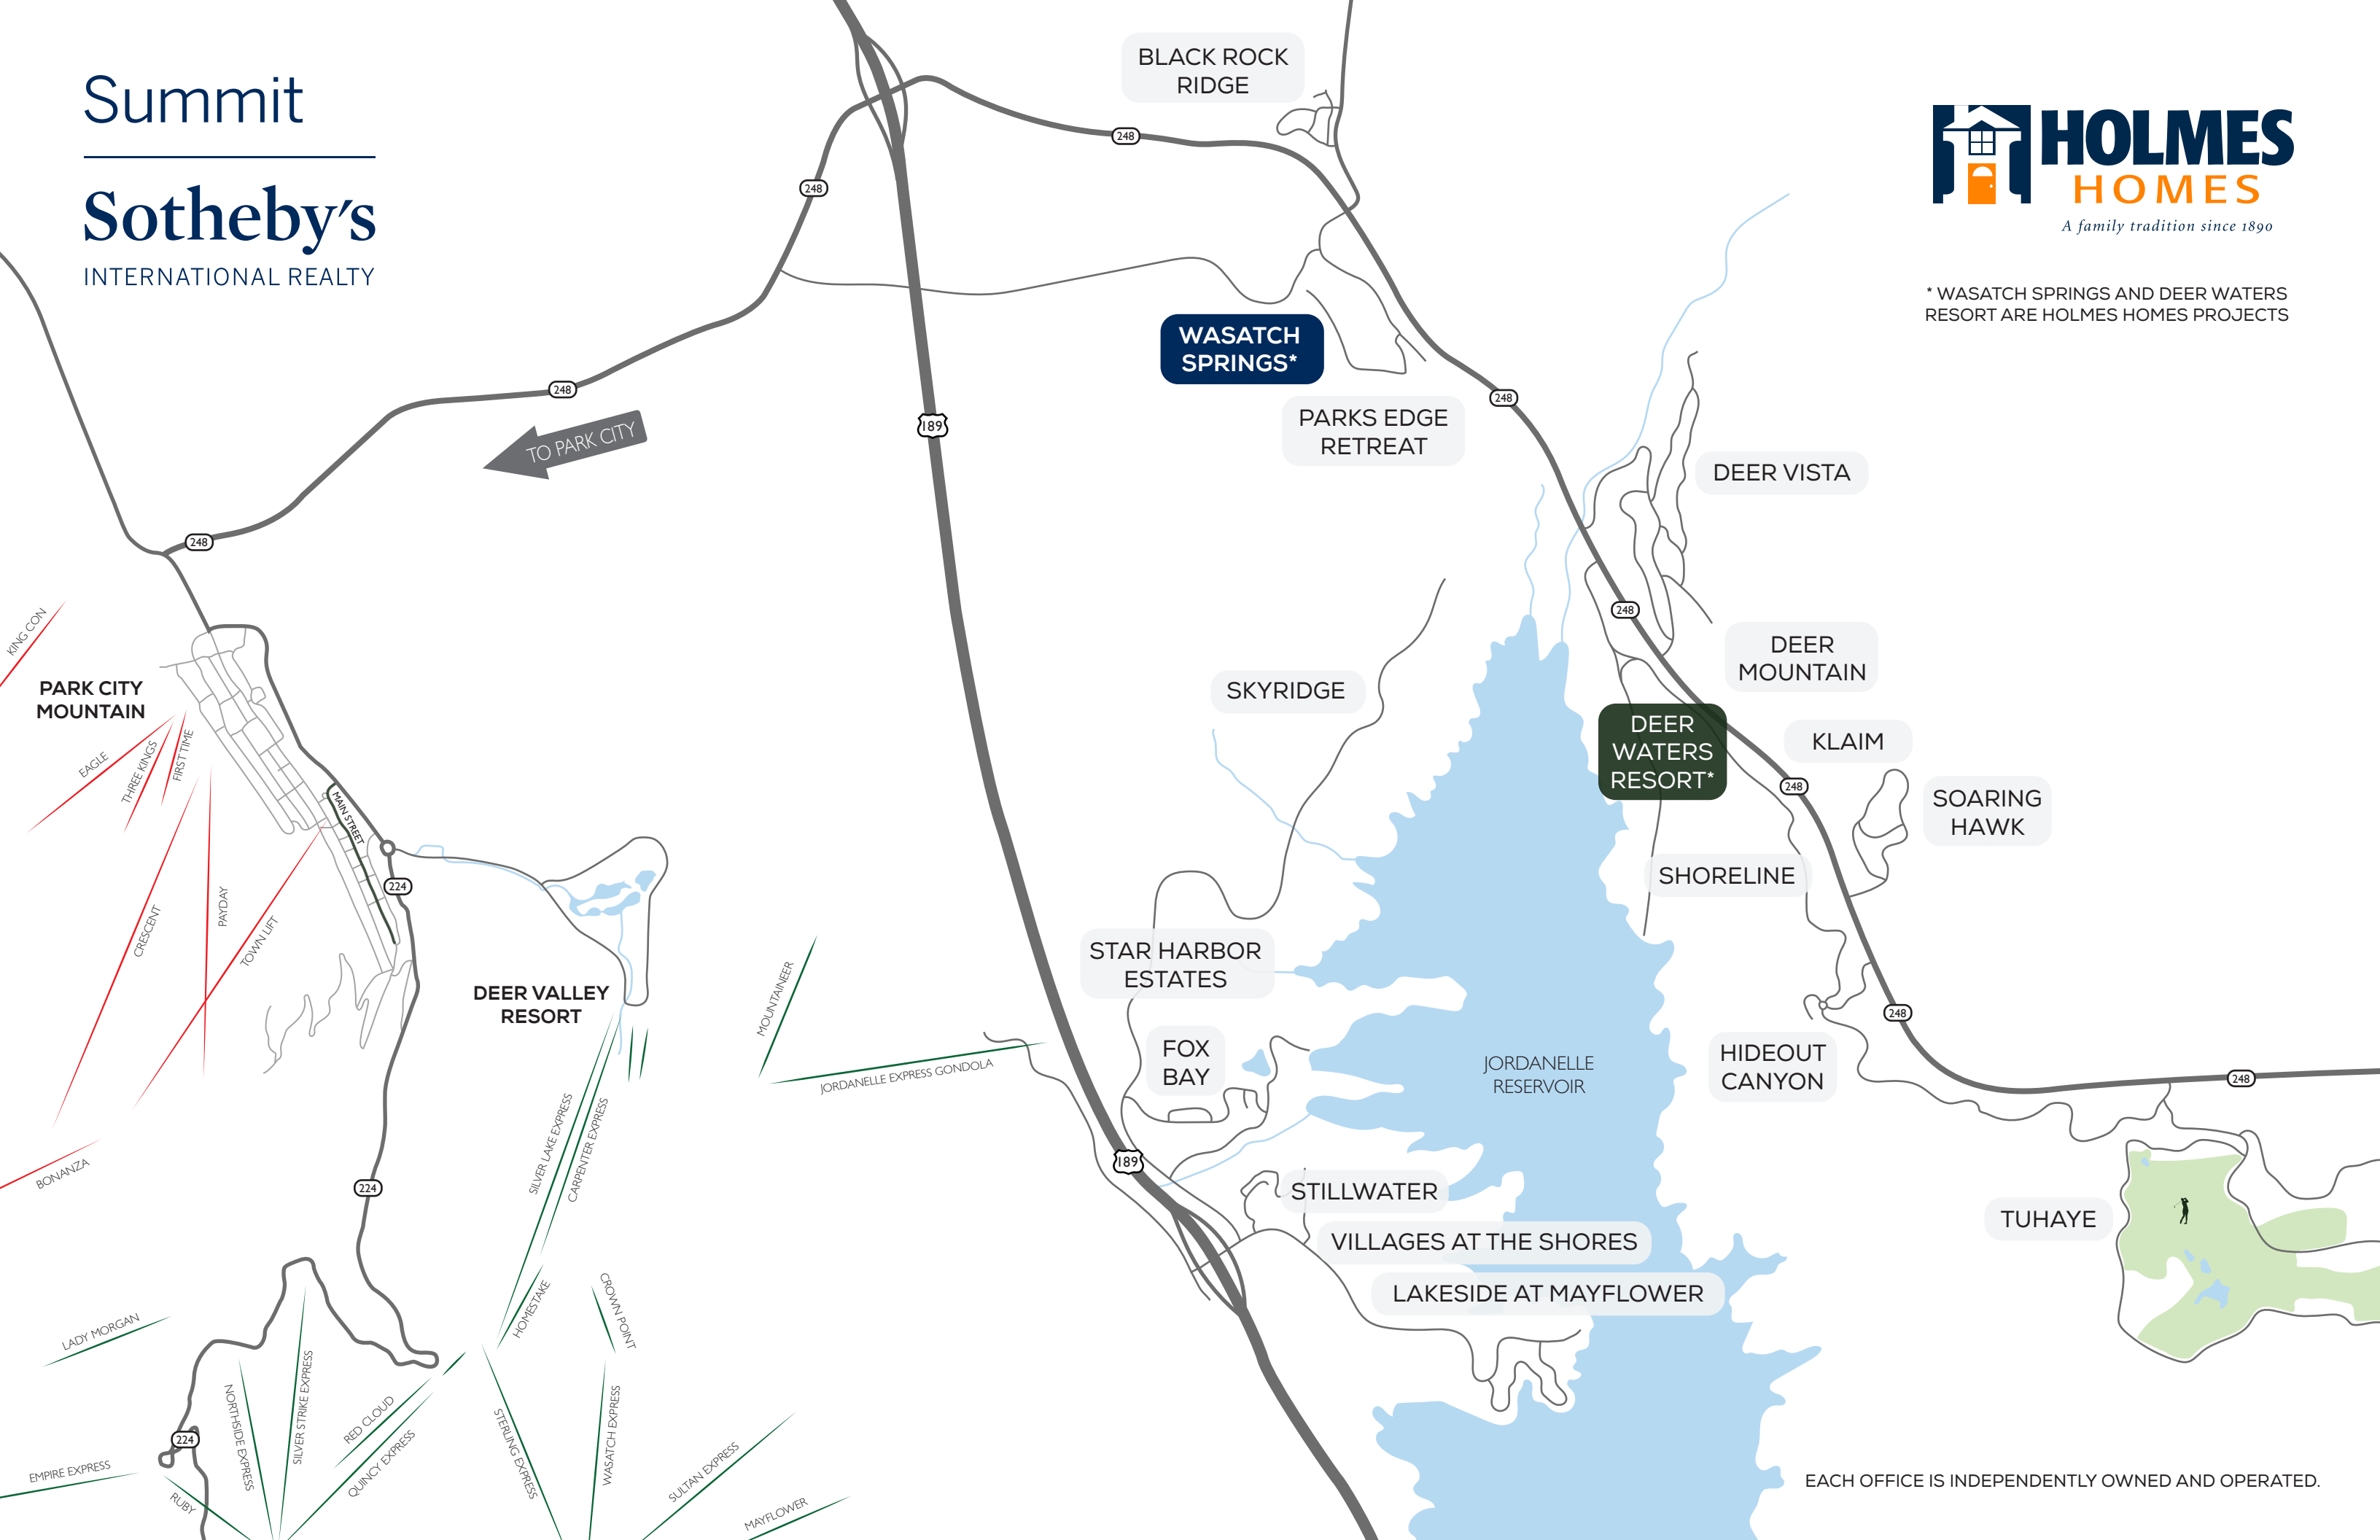 Summit
Sotheby's
INTERNATIONAL REALTY
HOLMES
HOMES
A family tradition since 1890
* WASATCH SPRINGS AND DEER WATERS
RESORT ARE HOLMES HOMES PROJECTS
BLACK ROCK
RIDGE
248
248
WASATCH
SPRINGS*
248
TO PARK CITY
189
PARKS EDGE
RETREAT
248
DEER VISTA
248
248
DEER
MOUNTAIN
KING CON
PARK CITY
MOUNTAIN
SKYRIDGE
DEER
WATERS
RESORT*
KLAIM
248
SOARING
HAWK
EAGLE
THREE KINGS
FIRST TIME
MAIN STREET
224
SHORELINE
CRESCENT
PAYDAY
TOWN LIFT
DEER VALLEY
RESORT
MOUNTAINEER
STAR HARBOR
ESTATES
248
JORDANELLE EXPRESS GONDOLA
FOX
BAY
JORDANELLE
RESERVOIR
HIDEOUT
CANYON
248
SILVER LAKE EXPRESS
CARPENTER EXPRESS
BONANZA
224
189
STILLWATER
VILLAGES AT THE SHORES
LAKESIDE AT MAYFLOWER
TUHAYE
LADY MORGAN
HOMESTAKE
CROWN POINT
NORTHSIDE EXPRESS
SILVER STRIKE EXPRESS
RED CLOUD
QUINCY EXPRESS
STERLING EXPRESS
WASATCH EXPRESS
SULTAN EXPRESS
MAYFLOWER
224
EMPIRE EXPRESS
RUBY
EACH OFFICE IS INDEPENDENTLY OWNED AND OPERATED.